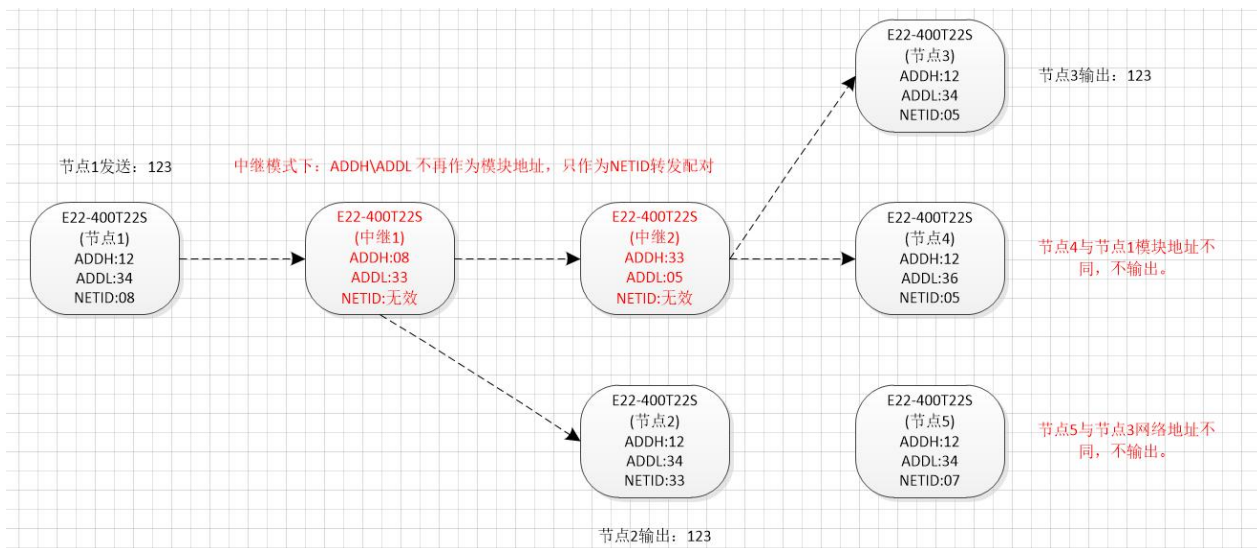 E22-400T22S
(节点3)
ADDH:12
ADDL:34
NETID:05
节点3输出：123
节点1发送：123
中继模式下：ADDH\ADDL 不再作为模块地址，只作为NETID转发配对
E22-400T22S
(节点1)
ADDH:12
ADDL:34
NETID:08
E22-400T22S
(中继1)
ADDH:08
ADDL:33
NETID:无效
E22-400T22S
(中继2)
ADDH:33
ADDL:05
NETID:无效
E22-400T22S
(节点4)
ADDH:12
ADDL:36
NETID:05
节点4与节点1模块地址不
同，不输出。
E22-400T22S
(节点2)
ADDH:12
ADDL:34
NETID:33
E22-400T22S
(节点5)
ADDH:12
ADDL:34
NETID:07
节点5与节点3网络地址不
同，不输出。
节点2输出：123